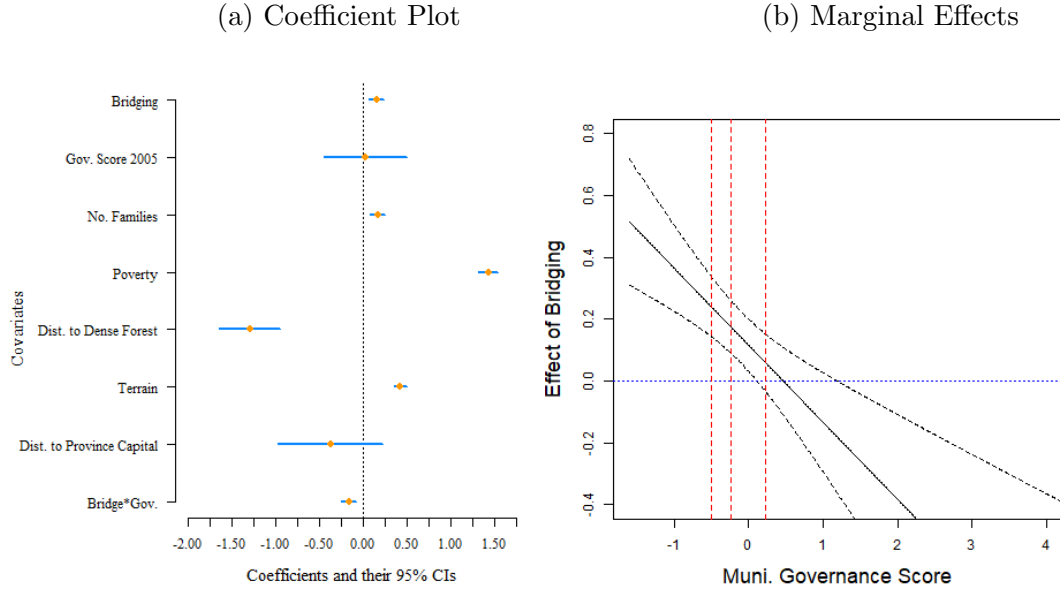 (a) Coefficient Plot
Covariates
Bridging
Gov. Score 2005
No. Families
Poverty
Dist. to Dense Forest
Terrain
Dist. to Province Capital
Bridge*Gov.
-2.00 -1.50 -1.00 -0.50 0.00 0.50 1.00 1.50
Coefficients and their 95% CIs
(b) Marginal Effects
Effect of Bridging
0.8
0.6
0.4
0.2
0.0
-0.2
-0.4
-1 0 1 2 3 4
Muni. Governance Score